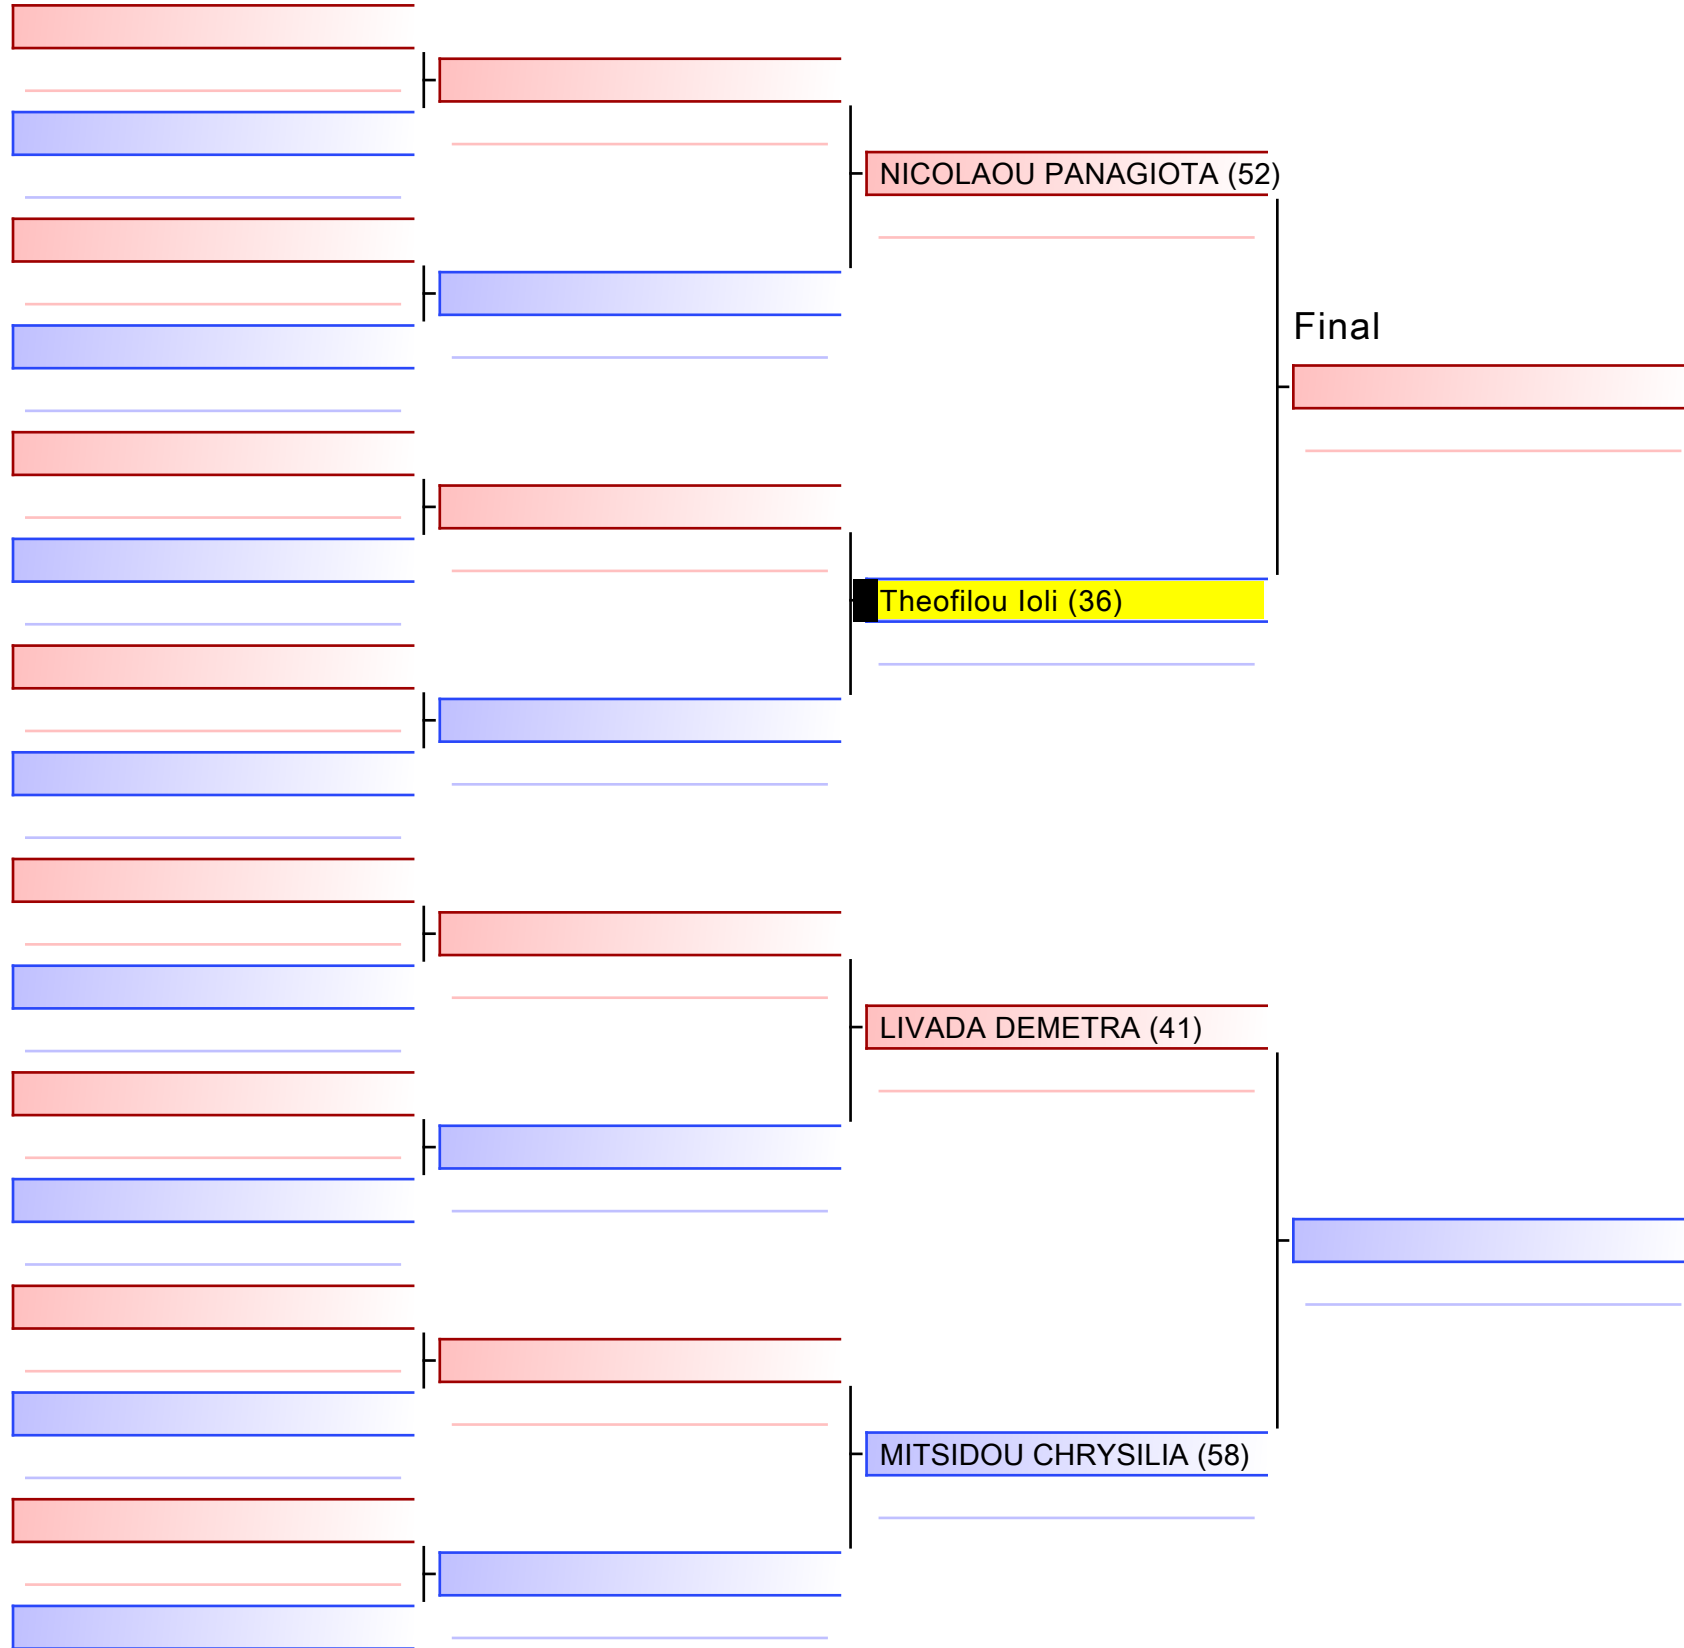 NICOLAOU PANAGIOTA (52)
Final
Theofilou Ioli (36)
LIVADA DEMETRA (41)
MITSIDOU CHRYSILIA (58)